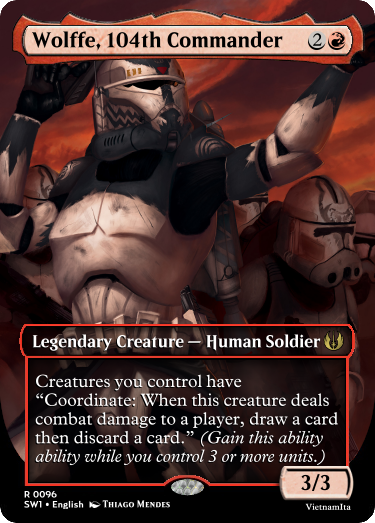 Wolffe, 104th Commander 2
Legendary Creature — Human Soldier
Creatures you control have
“Coordinate: When this creature deals
combat damage to a player, draw a card
then discard a card.” (Gain this ability
ability while you control 3 or more units.)
3/3
R 0096
SW1 • English Thiago Mendes
VietnamIta